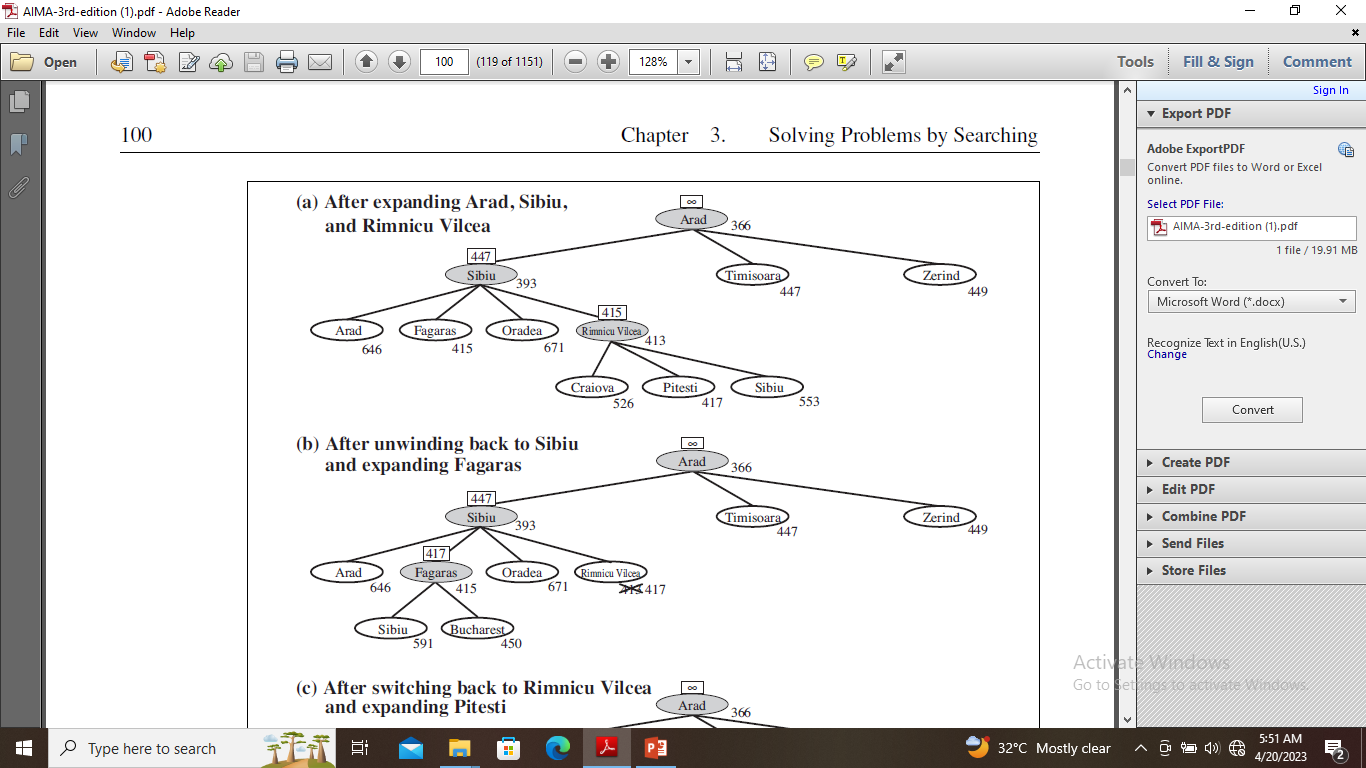 AIMA-3rd-edition (1).pdf - Adobe Reader
File Edit View Window Help
Open 100 (119 of 1151) 128% Tools Fill & Sign Comment
Sign In
Export PDF
Adobe ExportPDF
Convert PDF files to Word or Excel
online.
Select PDF File:
AIMA-3rd-edition (1).pdf
1 file / 19.91 MB
Convert To:
Microsoft Word (*.docx)
Recognize Text in English(U.S.)
Change
Convert
Create PDF
Edit PDF
Combine PDF
Send Files
Store Files
100 Chapter 3. Solving Problems by Searching
(a) After expanding Arad, Sibiu,
and Rimnicu Vilcea
∞
Arad 366
447
Sibiu 393
Timisoara 447
Zerind 449
Arad 646
Fagaras 415
Oradea 671
415
Rimnicu Vilcea 413
Craiova 526
Pitesti 417
Sibiu 553
(b) After unwinding back to Sibiu
and expanding Fagaras
∞
Arad 366
447
Sibiu 393
Timisoara 447
Zerind 449
Arad 646
417
Fagaras 415
Oradea 671
Rimnicu Vilcea 413 417
Sibiu 591
Bucharest 450
(c) After switching back to Rimnicu Vilcea
and expanding Pitesti
∞
Arad 366
Activate Windows
Go to Settings to activate Windows.
Type here to search
32°C Mostly clear
5:51 AM
4/20/2023
2